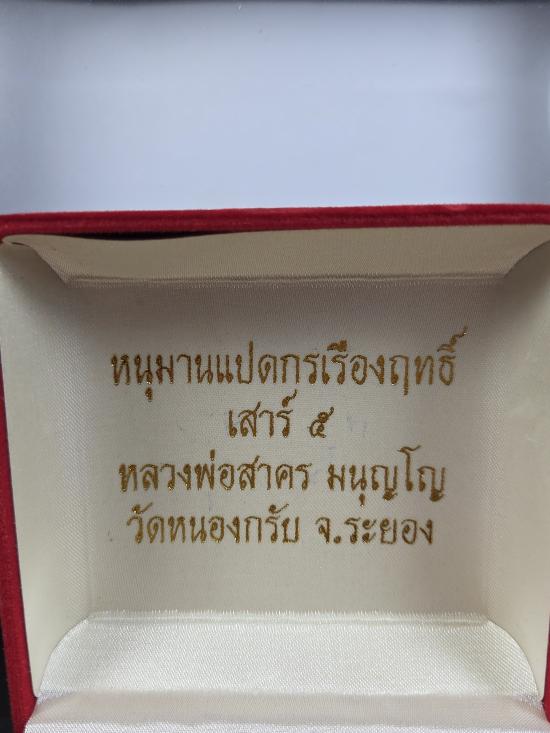 หนุมานแปดกรเรืองฤทธิ์
เสาร์ ๕
หลวงพ่อสาคร มนุญโญ
วัดหนองกรับ จ.ระยอง